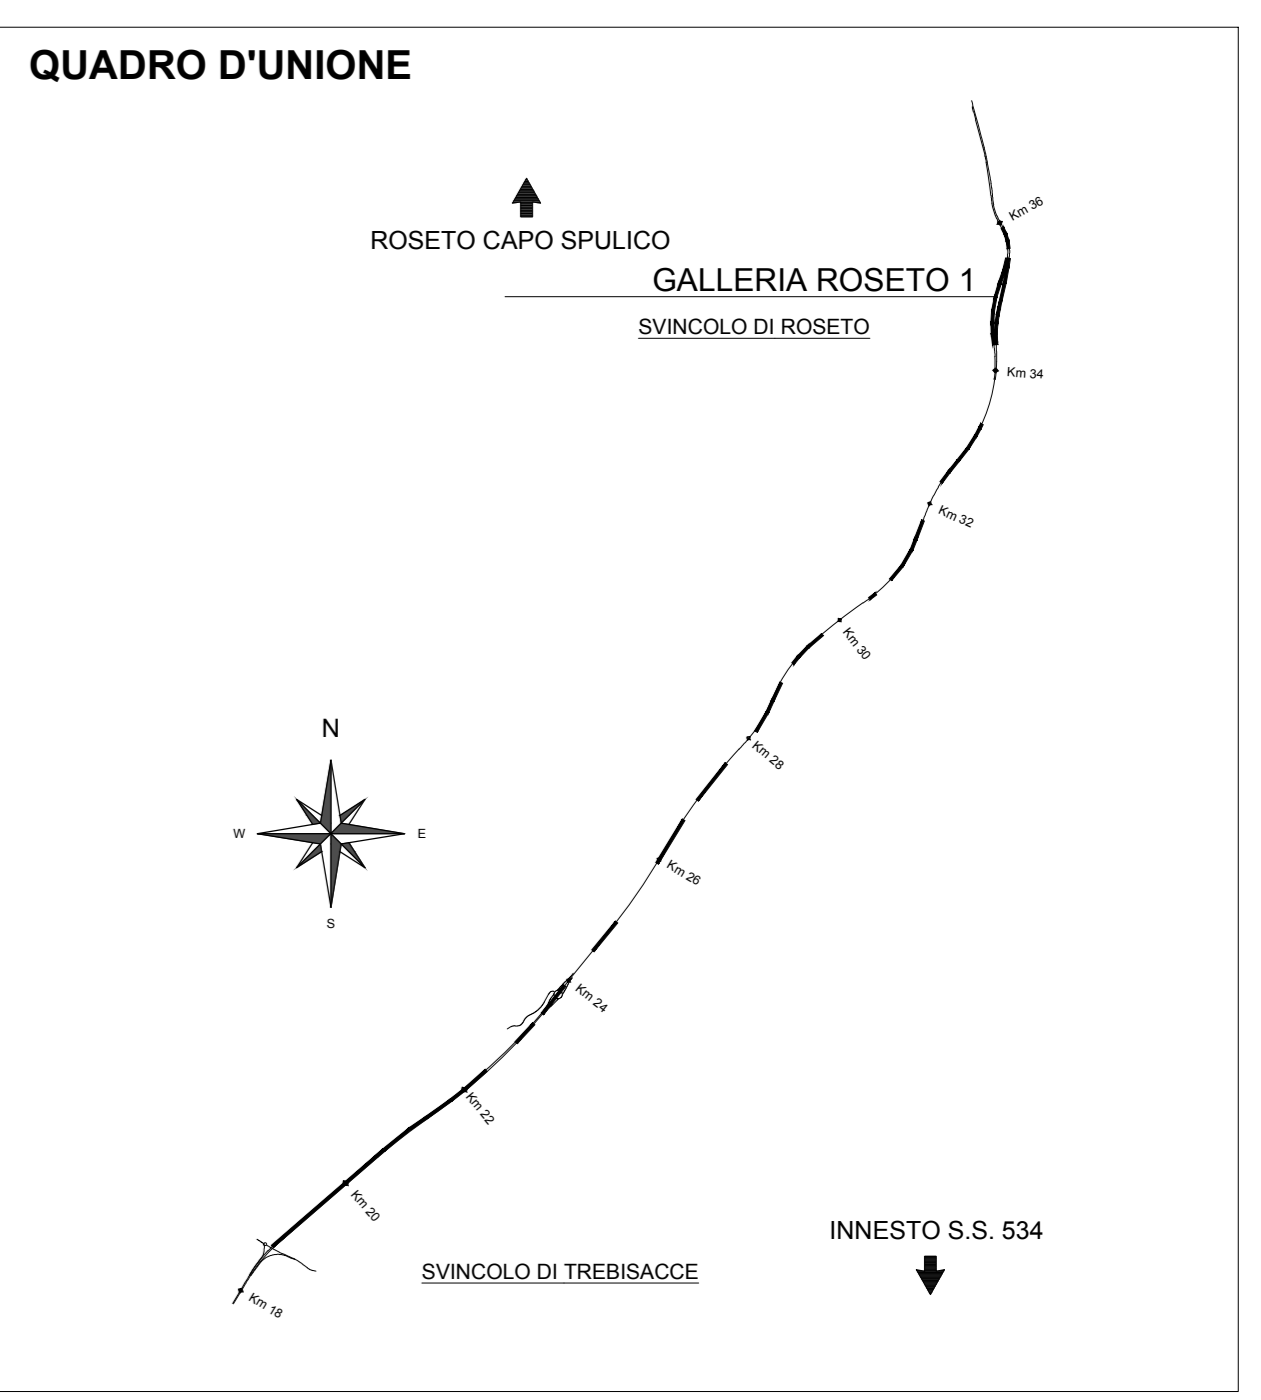 QUADRO D'UNIONE
Km 36
ROSETO CAPO SPULICO
GALLERIA ROSETO 1
SVINCOLO DI ROSETO
Km 34
Km 32
Km 30
N
Km 28
W
E
Km 26
S
Km 24
Km 22
Km 20
INNESTO S.S. 534
SVINCOLO DI TREBISACCE
Km 18